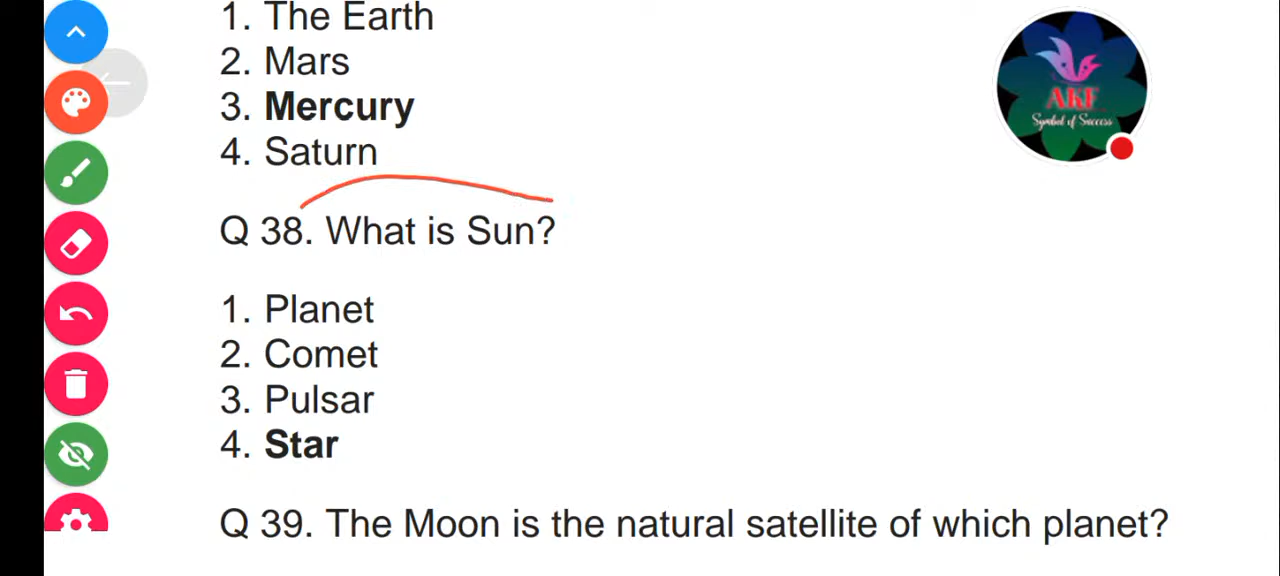 1. The Earth
2. Mars
3. Mercury
4. Saturn
Q 38. What is Sun?
1. Planet
2. Comet
3. Pulsar
4. Star
Q 39. The Moon is the natural satellite of which planet?
AKF
Symbol of Success